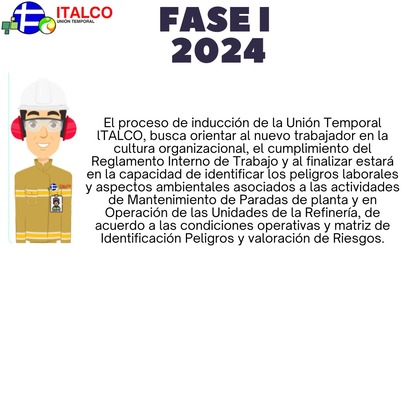 ITALCO
UNIÓN TEMPORAL
FASE I
2024
El proceso de inducción de la Unión Temporal
lTALCO, busca orientar al nuevo trabajador en la
cultura organizacional, el cumplimiento del
Reglamento Interno de Trabajo y al finalizar estará
en la capacidad de identificar los peligros laborales
y aspectos ambientales asociados a las actividades
de Mantenimiento de Paradas de planta y en
Operación de las Unidades de la Refinería, de
acuerdo a las condiciones operativas y matriz de
Identificación Peligros y valoración de Riesgos.
ITALCO